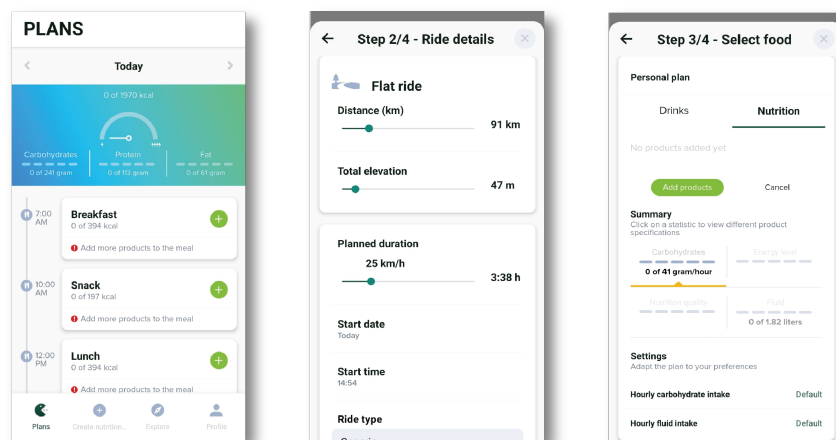 PLANS
Today
0 of 1970 kcal
Carbohydrates
Protein
Fat
0 of 241 gram
0 of 113 gram
0 of 61 gram
7:00 AM
Breakfast
0 of 394 kcal
Add more products to the meal
10:00 AM
Snack
0 of 197 kcal
Add more products to the meal
12:00 PM
Lunch
0 of 394 kcal
Add more products to the meal
Plans
Create nutrition...
Explore
Profile
Step 2/4 - Ride details
Flat ride
Distance (km)
91 km
Total elevation
47 m
Planned duration
25 km/h
3:38 h
Start date
Today
Start time
14:54
Ride type
Step 3/4 - Select food
Personal plan
Drinks
Nutrition
No products added yet
Add products
Cancel
Summary
Click on a statistic to view different product
specifications
Carbohydrates
Energy level
0 of 41 gram/hour
Nutrition quality
Fluid
0 of 1.82 liters
Settings
Adapt the plan to your preferences
Hourly carbohydrate intake
Default
Hourly fluid intake
Default